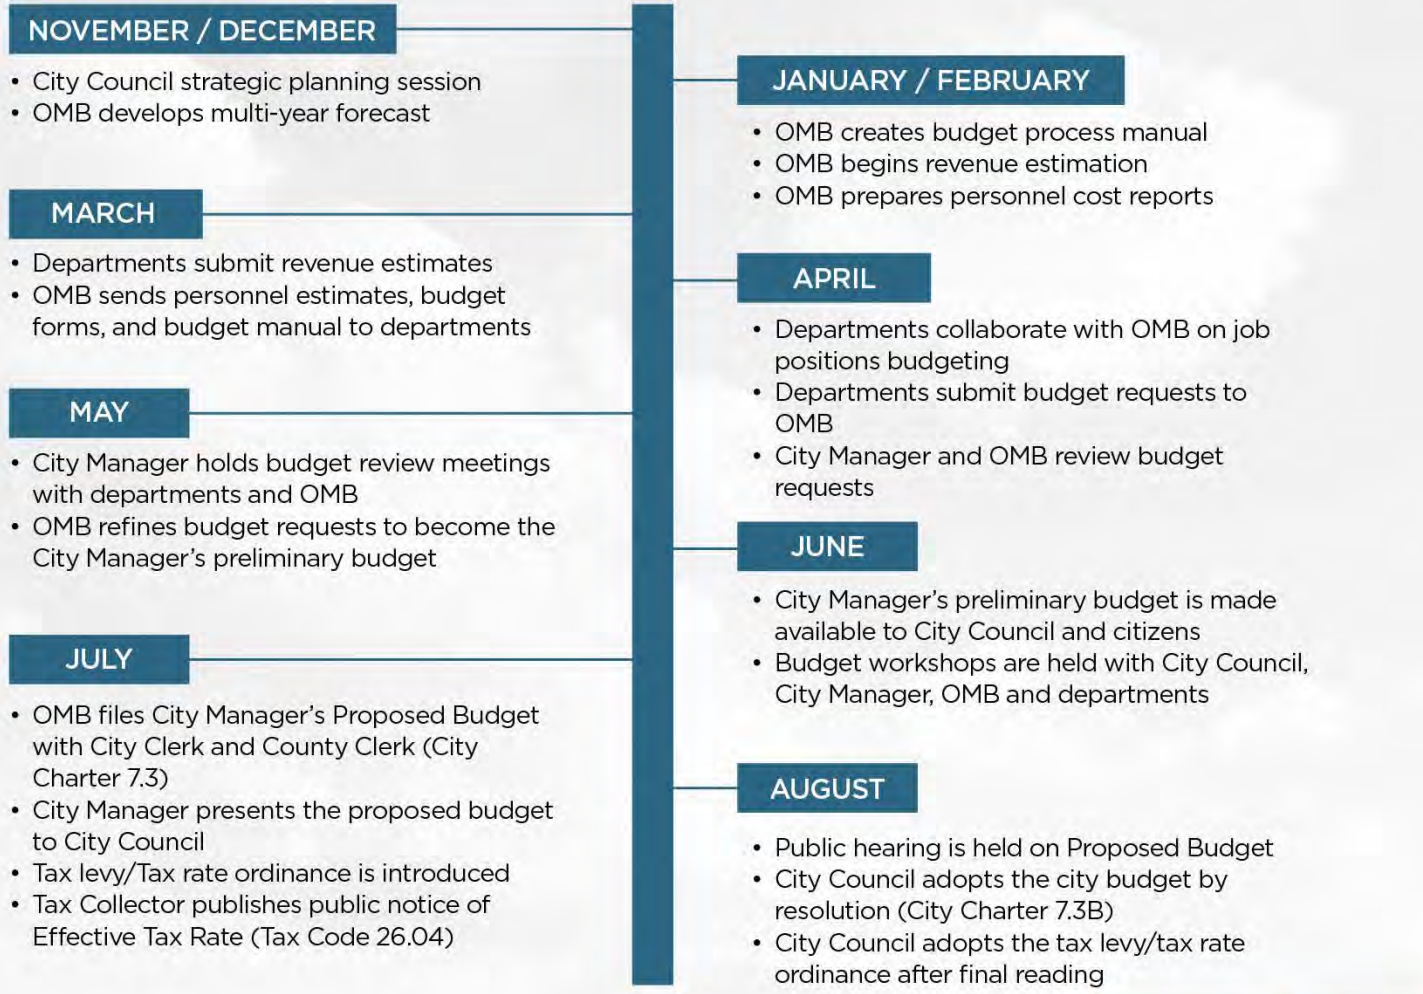 NOVEMBER / DECEMBER
• City Council strategic planning session
• OMB develops multi-year forecast
JANUARY / FEBRUARY
• OMB creates budget process manual
• OMB begins revenue estimation
• OMB prepares personnel cost reports
MARCH
• Departments submit revenue estimates
• OMB sends personnel estimates, budget
forms, and budget manual to departments
APRIL
• Departments collaborate with OMB on job
positions budgeting
• Departments submit budget requests to
OMB
• City Manager and OMB review budget
requests
MAY
• City Manager holds budget review meetings
with departments and OMB
• OMB refines budget requests to become the
City Manager's preliminary budget
JUNE
• City Manager's preliminary budget is made
available to City Council and citizens
• Budget workshops are held with City Council,
City Manager, OMB and departments
JULY
• OMB files City Manager's Proposed Budget
with City Clerk and County Clerk (City
Charter 7.3)
• City Manager presents the proposed budget
to City Council
• Tax levy/Tax rate ordinance is introduced
• Tax Collector publishes public notice of
Effective Tax Rate (Tax Code 26.04)
AUGUST
• Public hearing is held on Proposed Budget
• City Council adopts the city budget by
resolution (City Charter 7.3B)
• City Council adopts the tax levy/tax rate
ordinance after final reading